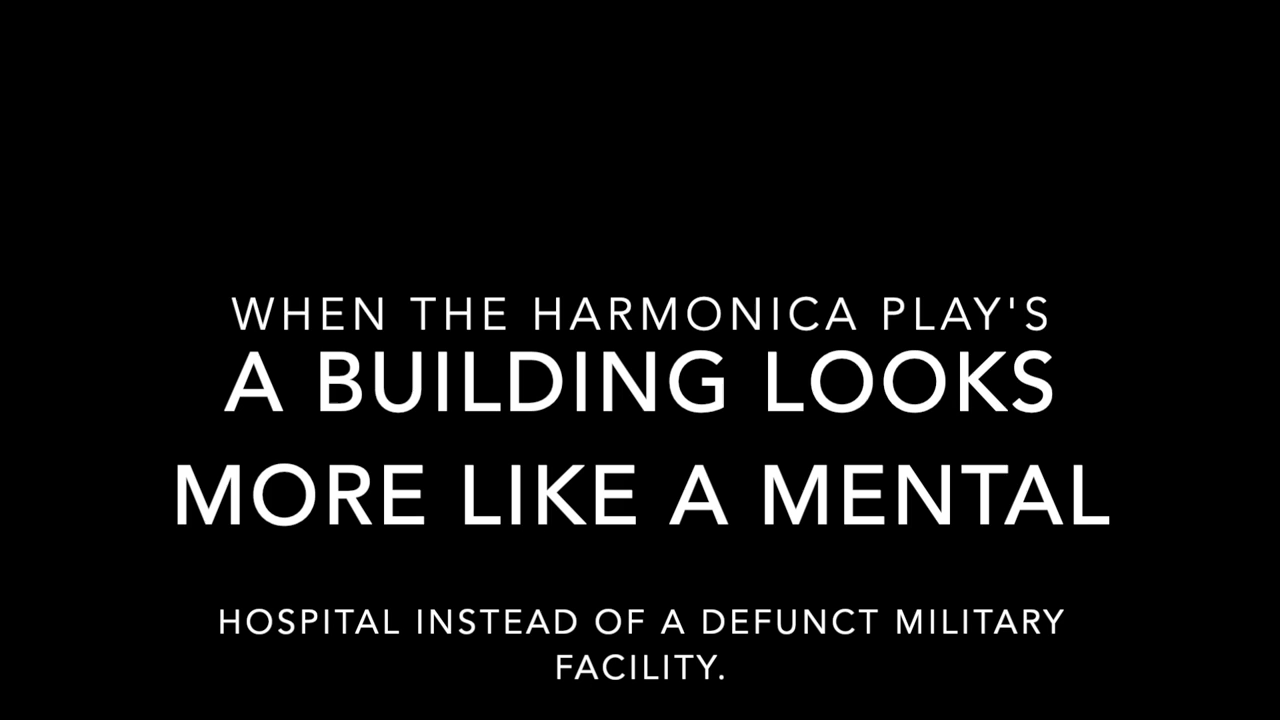 WHEN THE HARMONICA PLAY'S
A BUILDING LOOKS
MORE LIKE A MENTAL
HOSPITAL INSTEAD OF A DEFUNCT MILITARY
FACILITY.